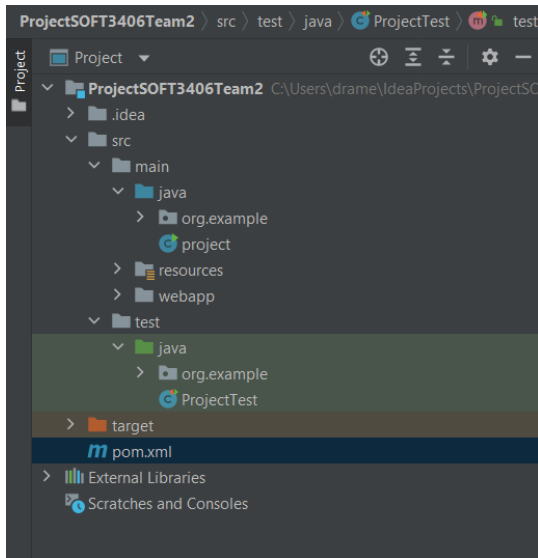 ProjectSOFT3406Team2 〉 src 〉 test 〉 java 〉 ProjectTest 〉 test
Project
Project
ProjectSOFT3406Team2 C:\Users\drame\IdeaProjects\ProjectSO
.idea
src
main
java
org.example
project
resources
webapp
test
java
org.example
ProjectTest
target
pom.xml
External Libraries
Scratches and Consoles